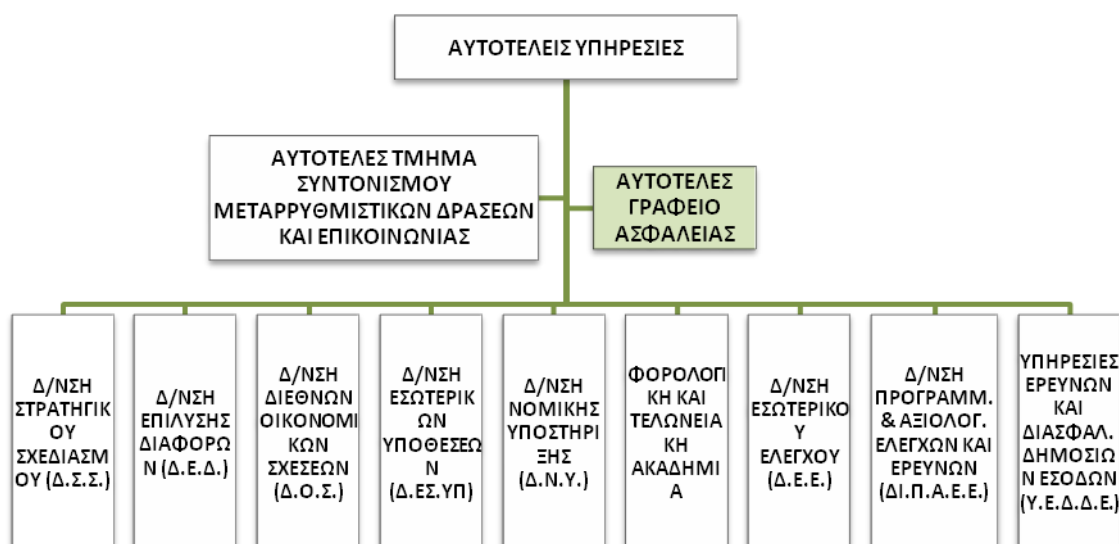 ΑΥΤΟΤΕΛΕΙΣ ΥΠΗΡΕΣΙΕΣ
ΑΥΤΟΤΕΛΕΣ ΤΜΗΜΑ
ΣΥΝΤΟΝΙΣΜΟΥ
ΜΕΤΑΡΡΥΘΜΙΣΤΙΚΩΝ ΔΡΑΣΕΩΝ
ΚΑΙ ΕΠΙΚΟΙΝΩΝΙΑΣ
ΑΥΤΟΤΕΛΕΣ
ΓΡΑΦΕΙΟ
ΑΣΦΑΛΕΙΑΣ
Δ/ΝΣΗ
ΣΤΡΑΤΗΓΙΚ
ΟΥ
ΣΧΕΔΙΑΣΜ
ΟΥ (Δ.Σ.Σ.)
Δ/ΝΣΗ
ΕΠΙΛΥΣΗΣ
ΔΙΑΦΟΡΩ
Ν (Δ.Ε.Δ.)
Δ/ΝΣΗ
ΔΙΕΘΝΩΝ
ΟΙΚΟΝΟΜΙ
ΚΩΝ
ΣΧΕΣΕΩΝ
(Δ.Ο.Σ.)
Δ/ΝΣΗ
ΕΣΩΤΕΡΙΚ
ΩΝ
ΥΠΟΘΕΣΕΩ
Ν
(Δ.ΕΣ.ΥΠ)
Δ/ΝΣΗ
ΝΟΜΙΚΗΣ
ΥΠΟΣΤΗΡΙ
ΞΗΣ
(Δ.Ν.Υ.)
ΦΟΡΟΛΟΓΙ
ΚΗ ΚΑΙ
ΤΕΛΩΝΕΙΑ
ΚΗ
ΑΚΑΔΗΜΙ
Α
Δ/ΝΣΗ
ΕΣΩΤΕΡΙΚΟ
Υ
ΕΛΕΓΧΟΥ
(Δ.Ε.Ε.)
Δ/ΝΣΗ
ΠΡΟΓΡΑΜΜ.
& ΑΞΙΟΛΟΓ.
ΕΛΕΓΧΩΝ ΚΑΙ
ΕΡΕΥΝΩΝ
(ΔΙ.Π.Α.Ε.Ε.)
ΥΠΗΡΕΣΙΕΣ
ΕΡΕΥΝΩΝ
ΚΑΙ
ΔΙΑΣΦΑΛ.
ΔΗΜΟΣΙΩ
Ν ΕΣΟΔΩΝ
(Υ.Ε.Δ.Δ.Ε.)